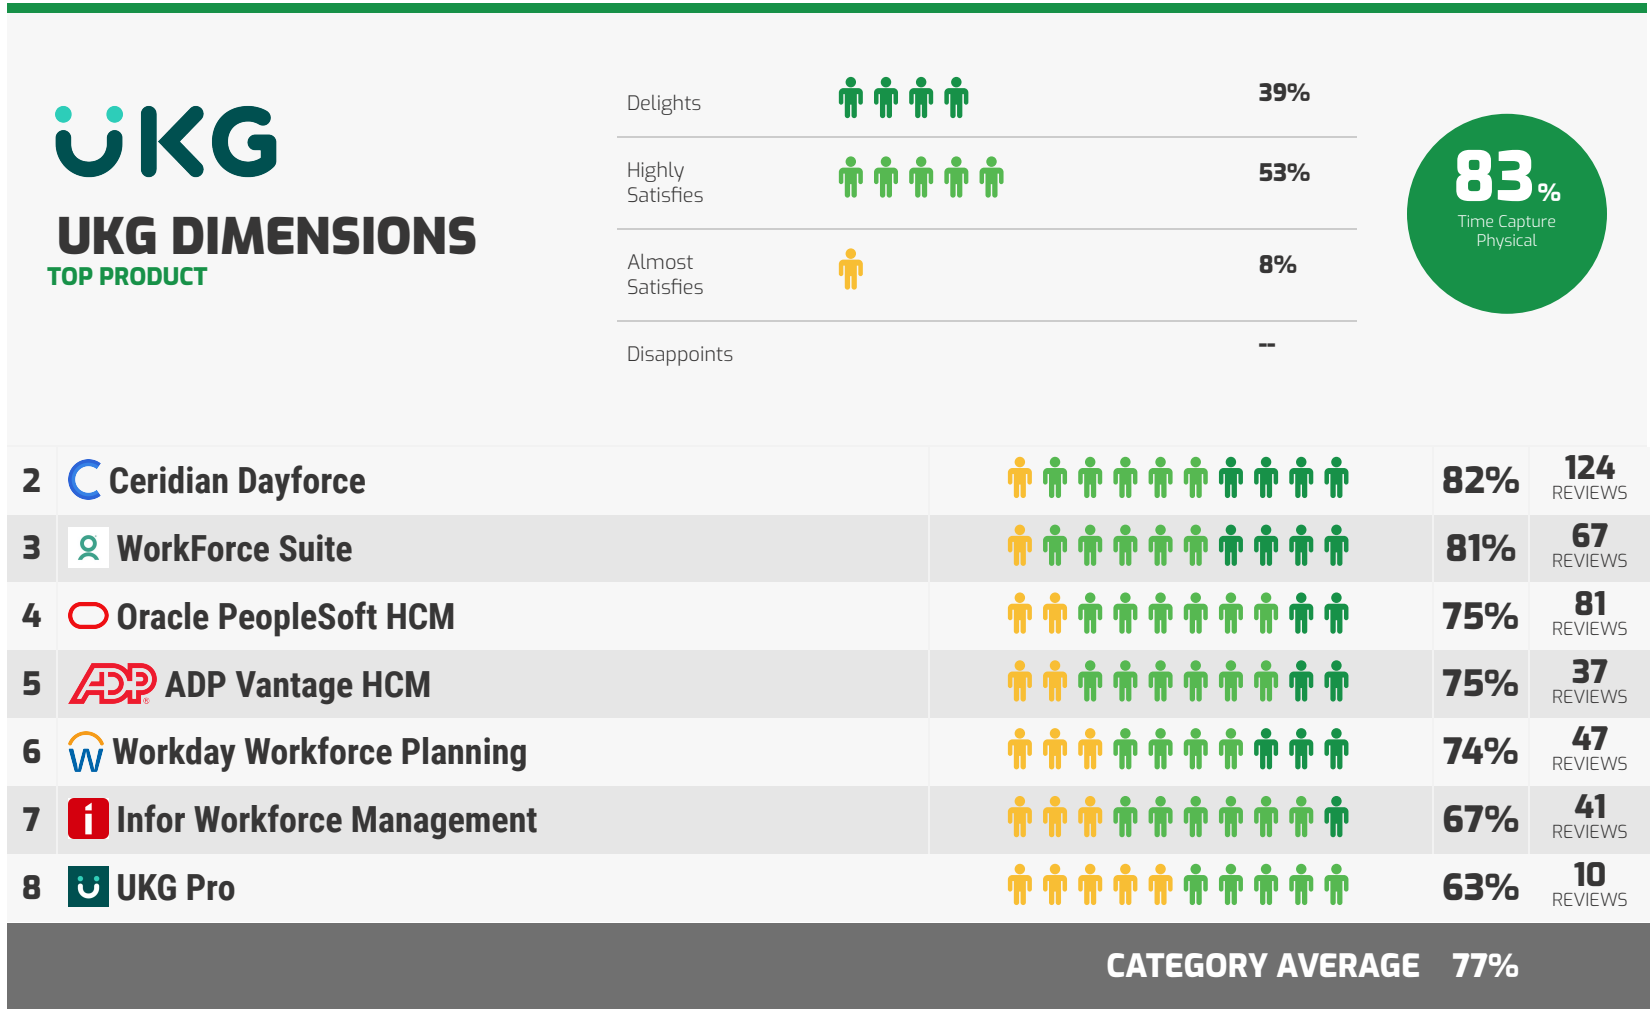 UKG
UKG DIMENSIONS
TOP PRODUCT
Delights 39%
Highly
Satisfies 53%
Almost
Satisfies 8%
Disappoints --
83%
Time Capture
Physical
2 Ceridian Dayforce 82% 124 REVIEWS
3 WorkForce Suite 81% 67 REVIEWS
4 Oracle PeopleSoft HCM 75% 81 REVIEWS
5 ADP ADP Vantage HCM 75% 37 REVIEWS
6 W Workday Workforce Planning 74% 47 REVIEWS
7 i Infor Workforce Management 67% 41 REVIEWS
8 UKG Pro 63% 10 REVIEWS
CATEGORY AVERAGE 77%